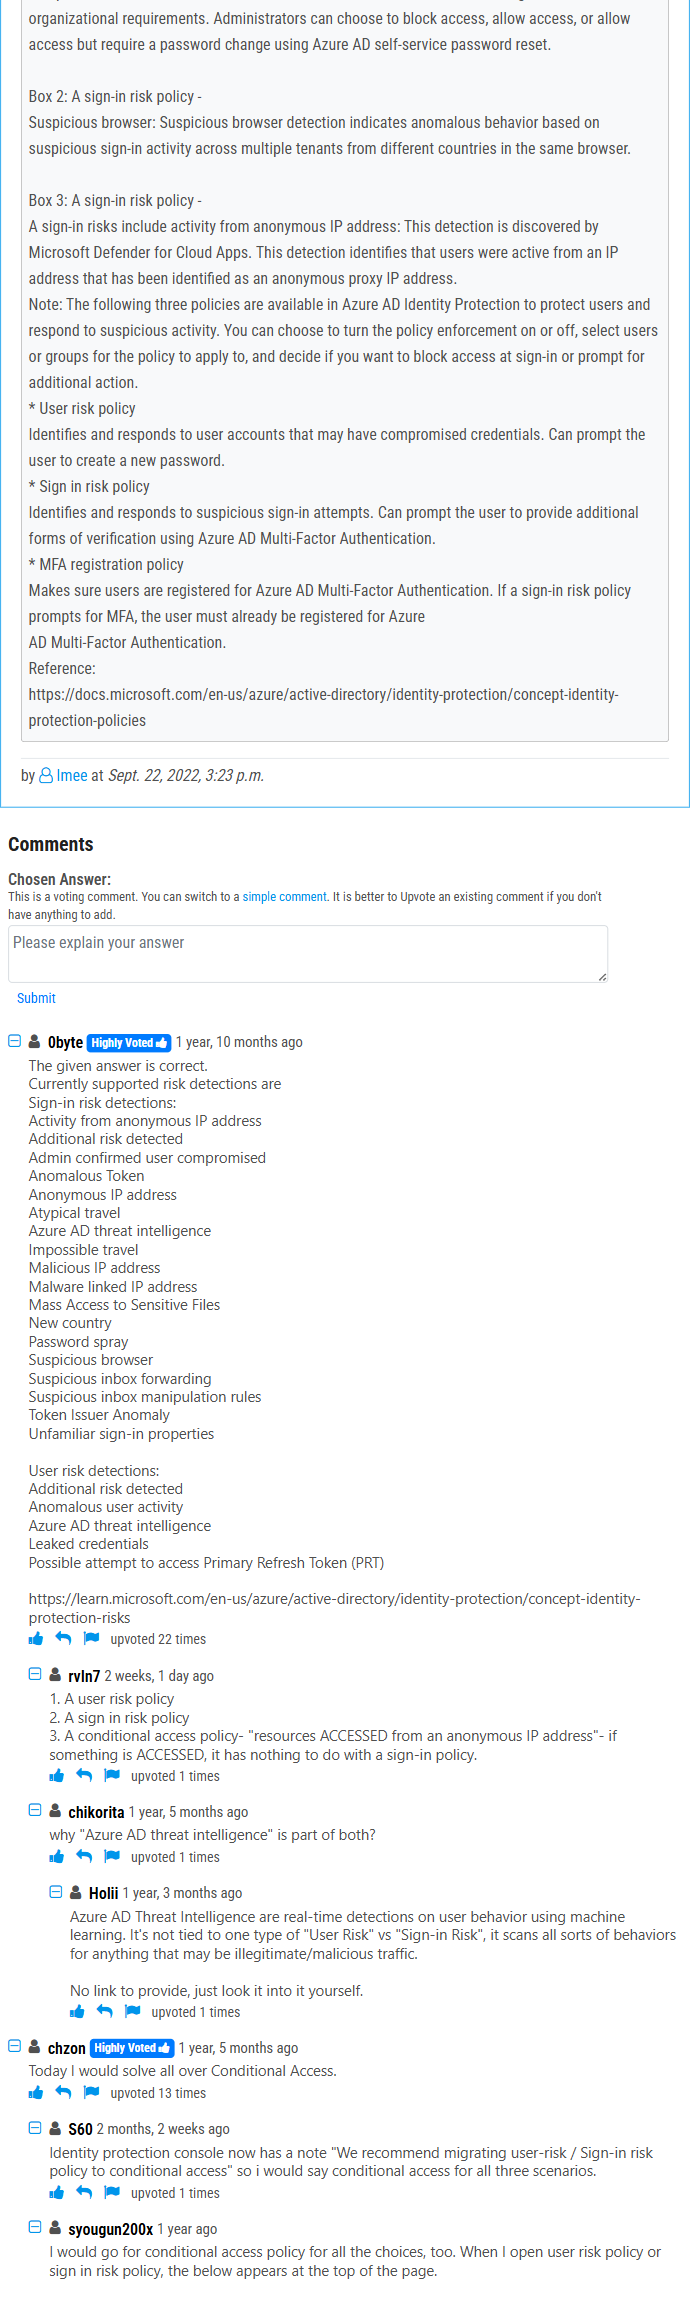 organizational requirements. Administrators can choose to block access, allow access, or allow
access but require a password change using Azure AD self-service password reset.
Box 2: A sign-in risk policy -
Suspicious browser: Suspicious browser detection indicates anomalous behavior based on
suspicious sign-in activity across multiple tenants from different countries in the same browser.
Box 3: A sign-in risk policy -
A sign-in risks include activity from anonymous IP address: This detection is discovered by
Microsoft Defender for Cloud Apps. This detection identifies that users were active from an IP
address that has been identified as an anonymous proxy IP address.
Note: The following three policies are available in Azure AD Identity Protection to protect users and
respond to suspicious activity. You can choose to turn the policy enforcement on or off, select users
or groups for the policy to apply to, and decide if you want to block access at sign-in or prompt for
additional action.
* User risk policy
Identifies and responds to user accounts that may have compromised credentials. Can prompt the
user to create a new password.
* Sign in risk policy
Identifies and responds to suspicious sign-in attempts. Can prompt the user to provide additional
forms of verification using Azure AD Multi-Factor Authentication.
* MFA registration policy
Makes sure users are registered for Azure AD Multi-Factor Authentication. If a sign-in risk policy
prompts for MFA, the user must already be registered for Azure
AD Multi-Factor Authentication.
Reference:
https://docs.microsoft.com/en-us/azure/active-directory/identity-protection/concept-identity-
protection-policies
by Imee at Sept. 22, 2022, 3:23 p.m.
Comments
Chosen Answer:
This is a voting comment. You can switch to a simple comment. It is better to Upvote an existing comment if you don't
have anything to add.
Please explain your answer
Submit
0byte Highly Voted 1 year, 10 months ago
The given answer is correct.
Currently supported risk detections are
Sign-in risk detections:
Activity from anonymous IP address
Additional risk detected
Admin confirmed user compromised
Anomalous Token
Anonymous IP address
Atypical travel
Azure AD threat intelligence
Impossible travel
Malicious IP address
Malware linked IP address
Mass Access to Sensitive Files
New country
Password spray
Suspicious browser
Suspicious inbox forwarding
Suspicious inbox manipulation rules
Token Issuer Anomaly
Unfamiliar sign-in properties
User risk detections:
Additional risk detected
Anomalous user activity
Azure AD threat intelligence
Leaked credentials
Possible attempt to access Primary Refresh Token (PRT)
https://learn.microsoft.com/en-us/azure/active-directory/identity-protection/concept-identity-
protection-risks
upvoted 22 times
rvln7 2 weeks, 1 day ago
1. A user risk policy
2. A sign in risk policy
3. A conditional access policy- "resources ACCESSED from an anonymous IP address"- if
something is ACCESSED, it has nothing to do with a sign-in policy.
upvoted 1 times
chikorita 1 year, 5 months ago
why "Azure AD threat intelligence" is part of both?
upvoted 1 times
Holii 1 year, 3 months ago
Azure AD Threat Intelligence are real-time detections on user behavior using machine
learning. It's not tied to one type of "User Risk" vs "Sign-in Risk", it scans all sorts of behaviors
for anything that may be illegitimate/malicious traffic.
No link to provide, just look it into it yourself.
upvoted 1 times
chzon Highly Voted 1 year, 5 months ago
Today I would solve all over Conditional Access.
upvoted 13 times
S60 2 months, 2 weeks ago
Identity protection console now has a note "We recommend migrating user-risk / Sign-in risk
policy to conditional access" so i would say conditional access for all three scenarios.
upvoted 1 times
syougun200x 1 year ago
I would go for conditional access policy for all the choices, too. When I open user risk policy or
sign in risk policy, the below appears at the top of the page.